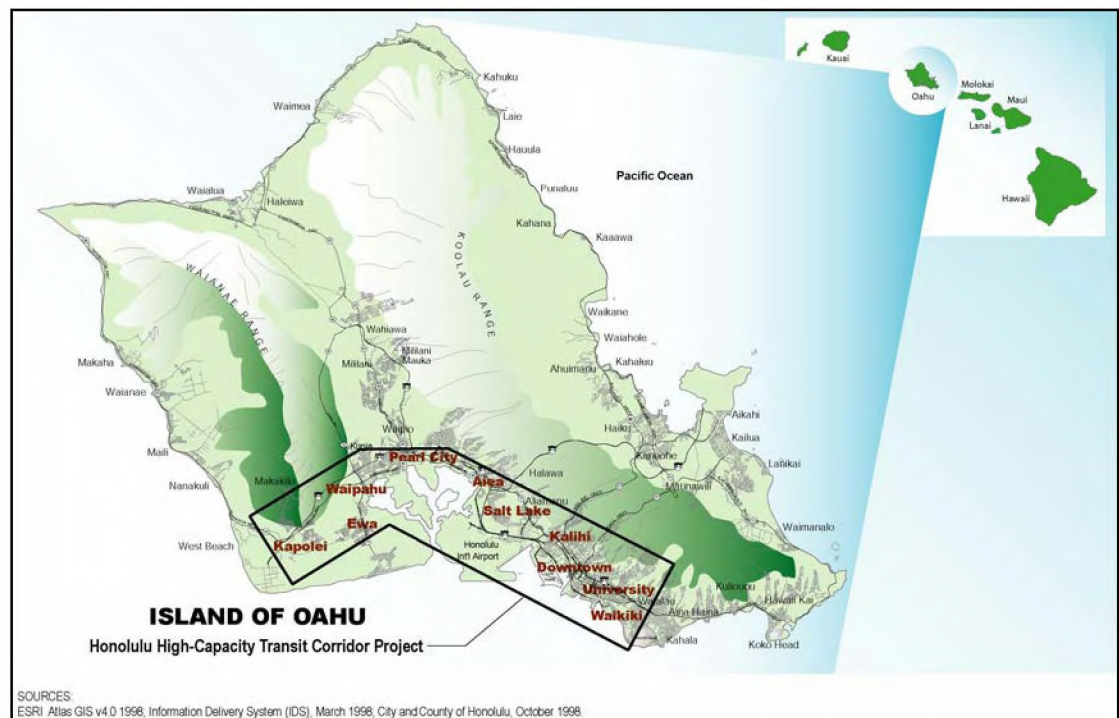 Kauai
Oahu
Molokai
Maui
Lanai
Hawaii
Pacific Ocean
Kahuku
Waimea
Laie
Hauula
Punaluu
Kahana
Kaaawa
Waialua
Haleiwa
KOOLAU RANGE
WAIANAE RANGE
Waikane
Waiahole
Kahaluu
Ahuimanu
Wahiawa
Mililani
Mauka
Mililani
Makaha
Waianae
Aikahi
Kailua
Haiku
Kaneohe
Lanikai
Waipio
Kunia
Maili
Pearl City
Halawa
Maunawili
Nanakuli
Makakilo
Waipahu
Aiea
Aliamanu
Salt Lake
Waimanalo
Ewa
Kalihi
West Beach
Kapolei
Honolulu
Int'l Airport
Downtown
University
Kuliouou
Waikiki
Waialae
Aina Haina
Hawaii Kai
Kahala
Koko Head
ISLAND OF OAHU
Honolulu High-Capacity Transit Corridor Project
SOURCES:
ESRI Atlas GIS v4.0 1998; Information Delivery System (IDS), March 1998; City and County of Honolulu, October 1998.